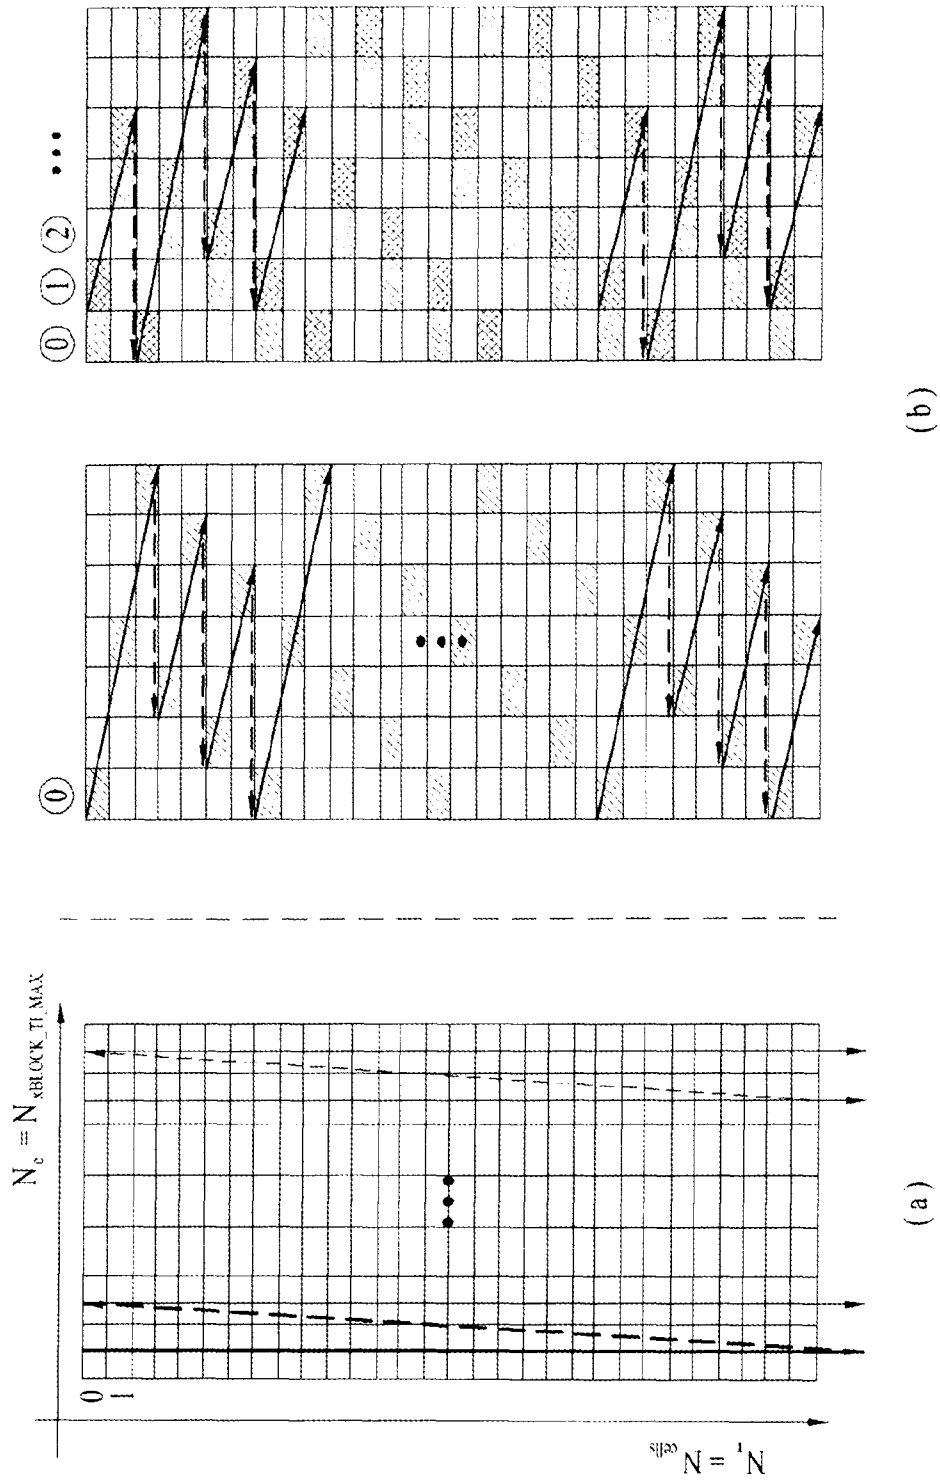 N_c = N_xBLOCK_TI_MAX
0
1
N_r = N_cells
(a)
0
0 1 2 •••
(b)